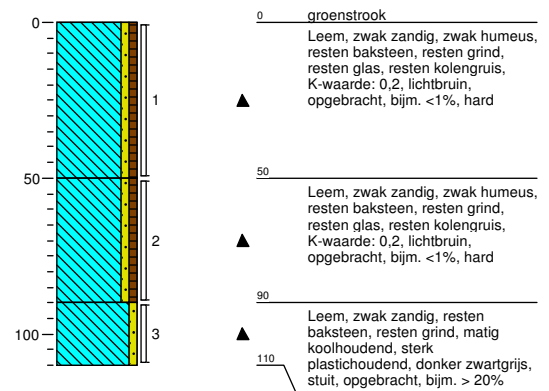 0
groenstrook
0
Leem, zwak zandig, zwak humeus,
resten baksteen, resten grind,
resten glas, resten kolengruis,
K-waarde: 0,2, lichtbruin,
opgebracht, bijm. <1%, hard
1
50
50
Leem, zwak zandig, zwak humeus,
resten baksteen, resten grind,
resten glas, resten kolengruis,
K-waarde: 0,2, lichtbruin,
opgebracht, bijm. <1%, hard
2
90
Leem, zwak zandig, resten
baksteen, resten grind, matig
koolhoudend, sterk
plastichoudend, donker zwartgrijs,
stuit, opgebracht, bijm. > 20%
100
3
110